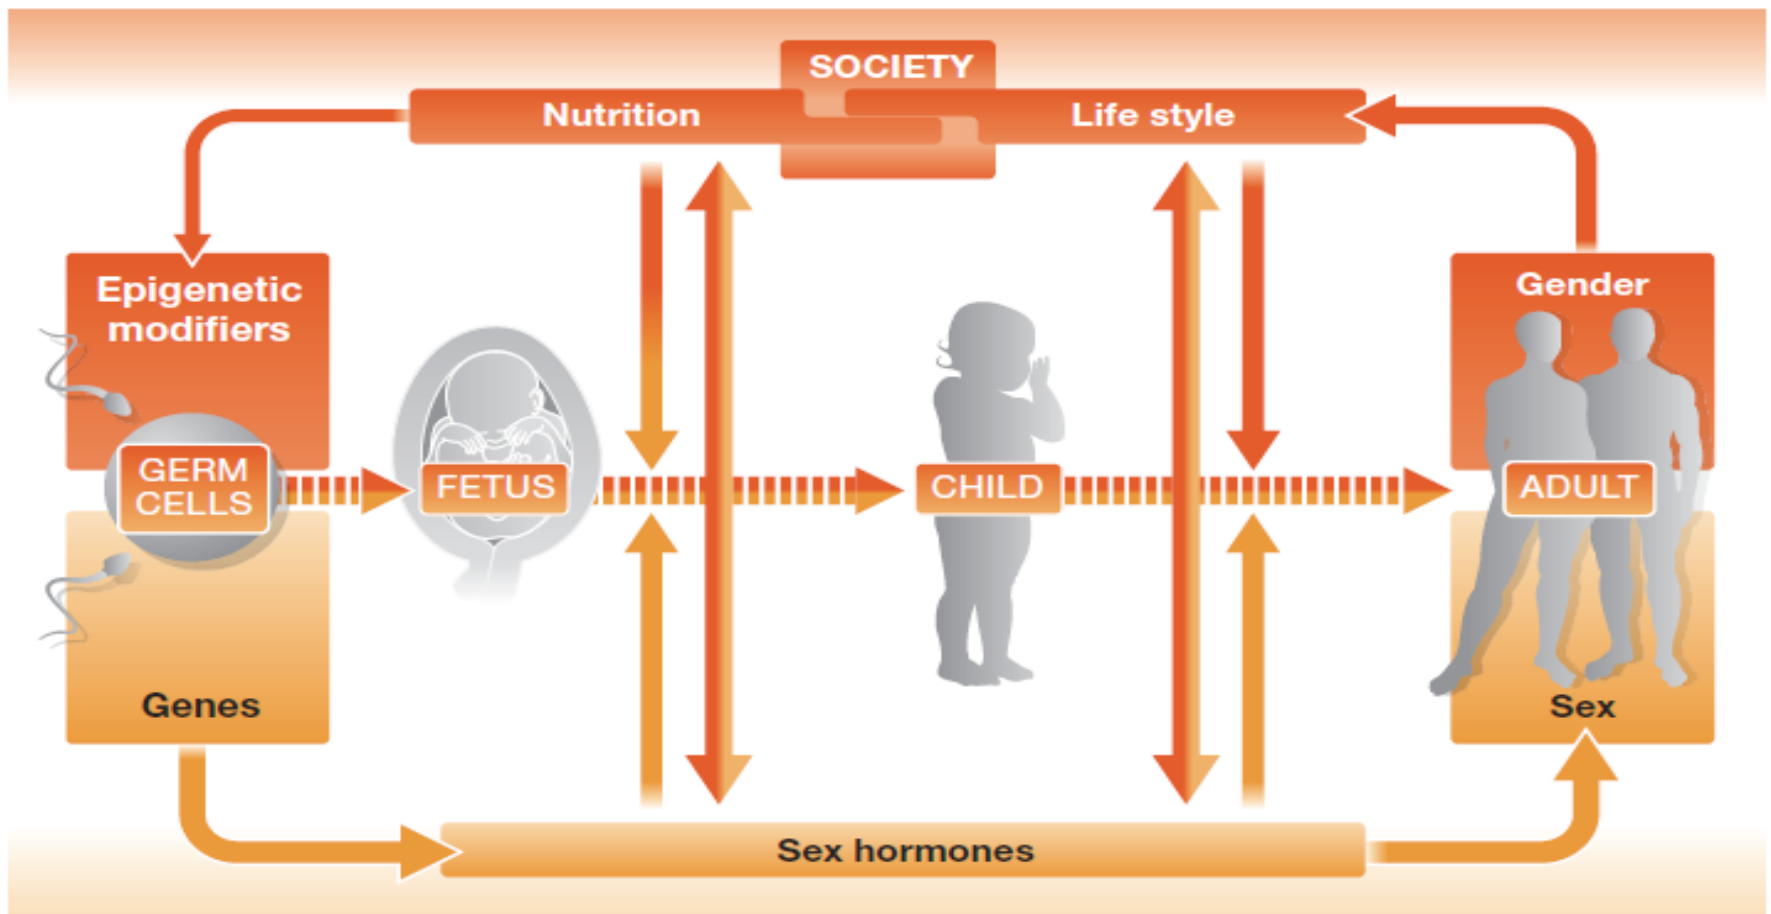 SOCIETY
Nutrition
Life style
Epigenetic
modifiers
Gender
GERM
CELLS
FETUS
CHILD
ADULT
Genes
Sex
Sex hormones